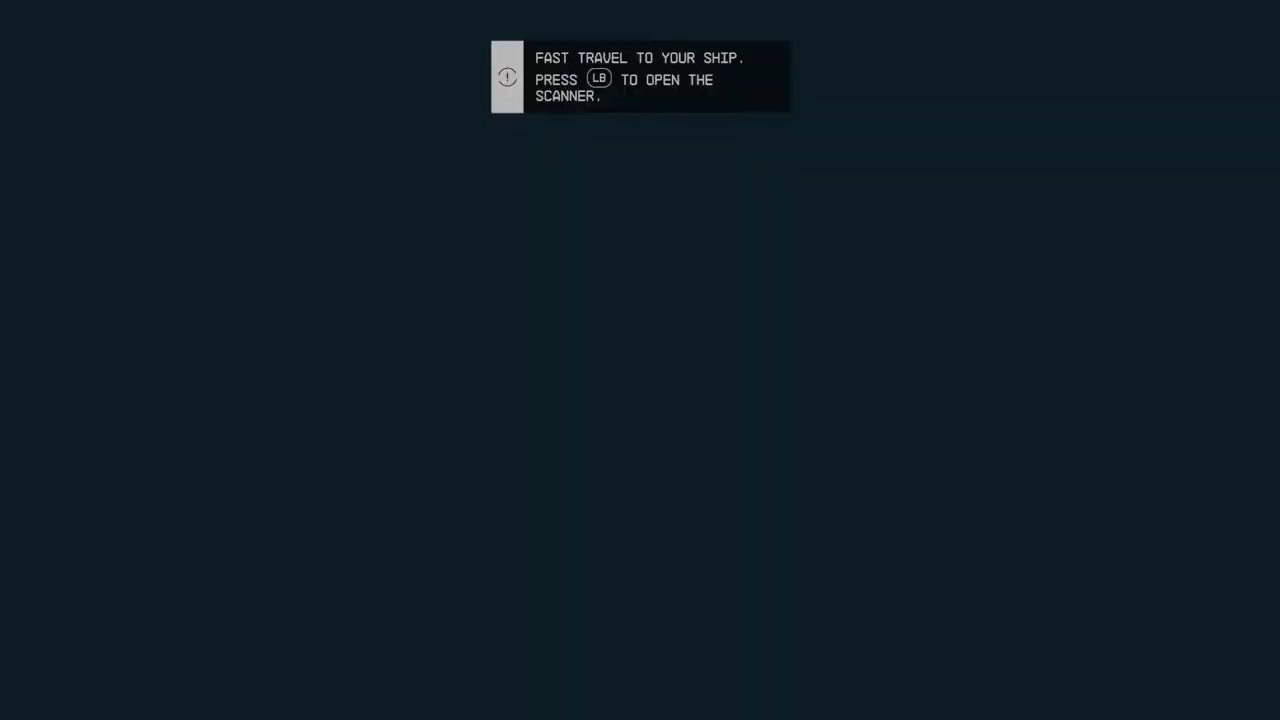 FAST TRAVEL TO YOUR SHIP.
PRESS LB TO OPEN THE
SCANNER.